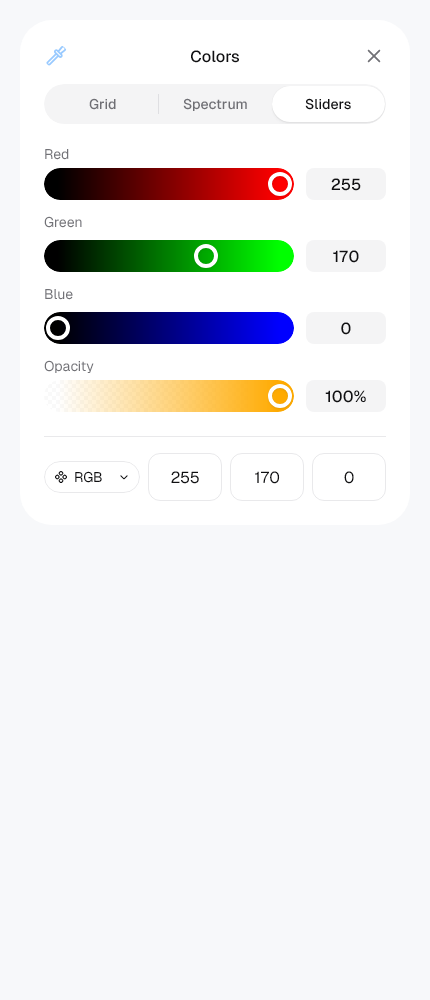 Colors
Grid Spectrum Sliders
Red
255
Green
170
Blue
0
Opacity
100%
RGB 255 170 0